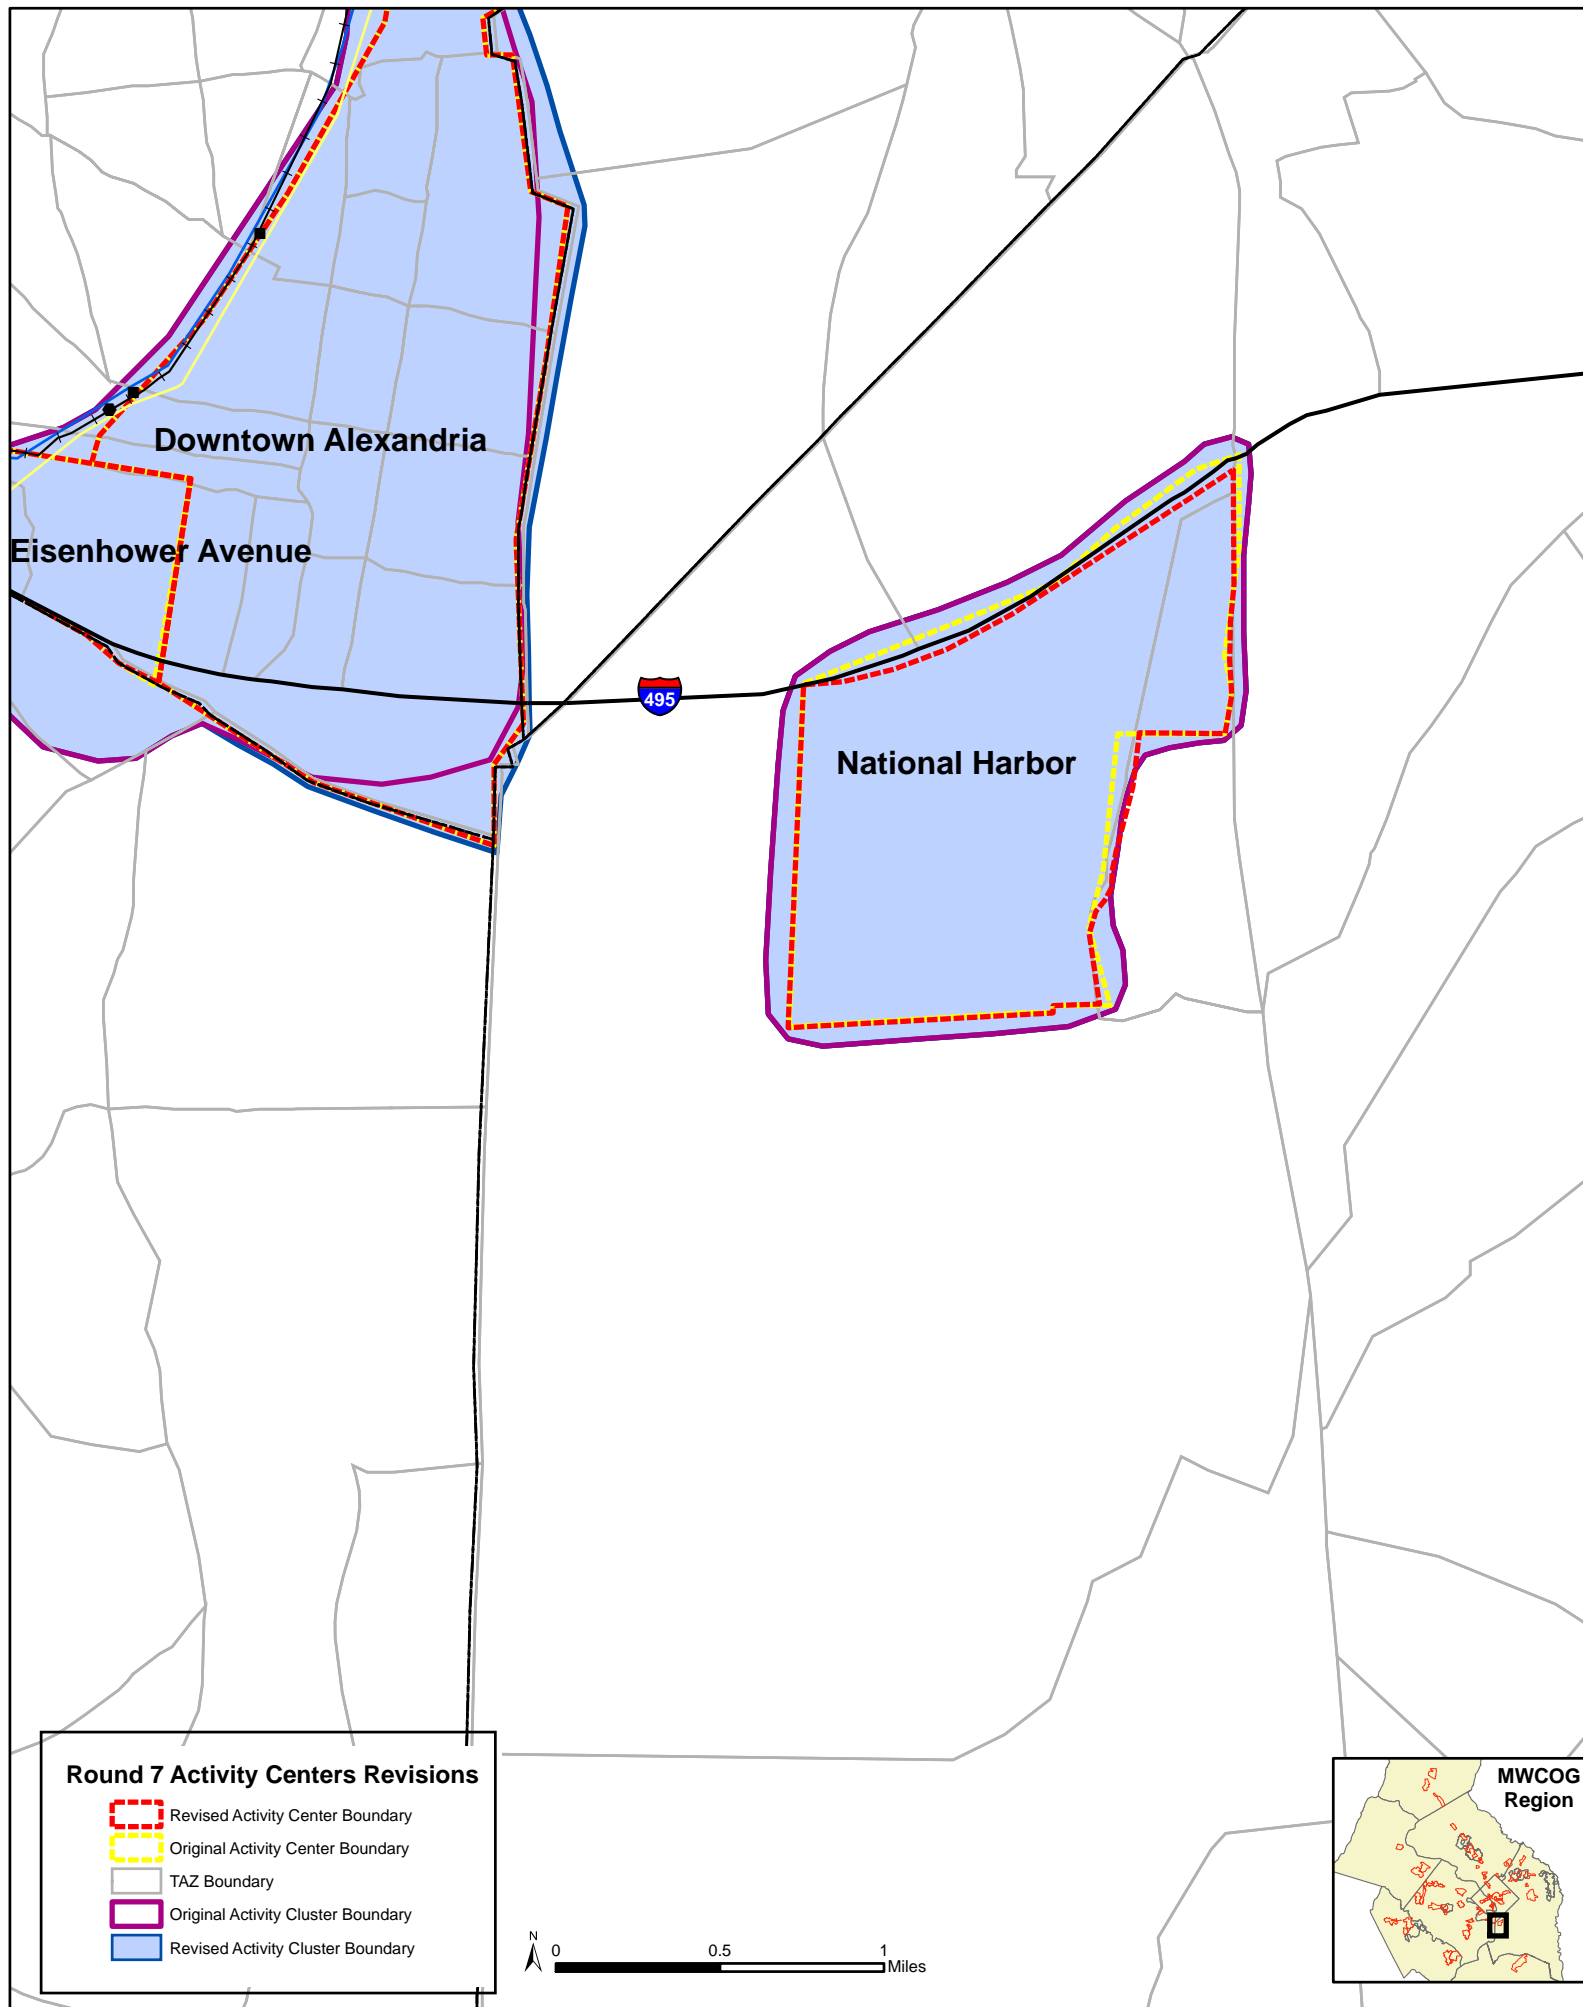 Downtown Alexandria
Eisenhower Avenue
495
National Harbor
Round 7 Activity Centers Revisions
Revised Activity Center Boundary
Original Activity Center Boundary
TAZ Boundary
Original Activity Cluster Boundary
Revised Activity Cluster Boundary
N
0 0.5 1
Miles
MWCOG
Region